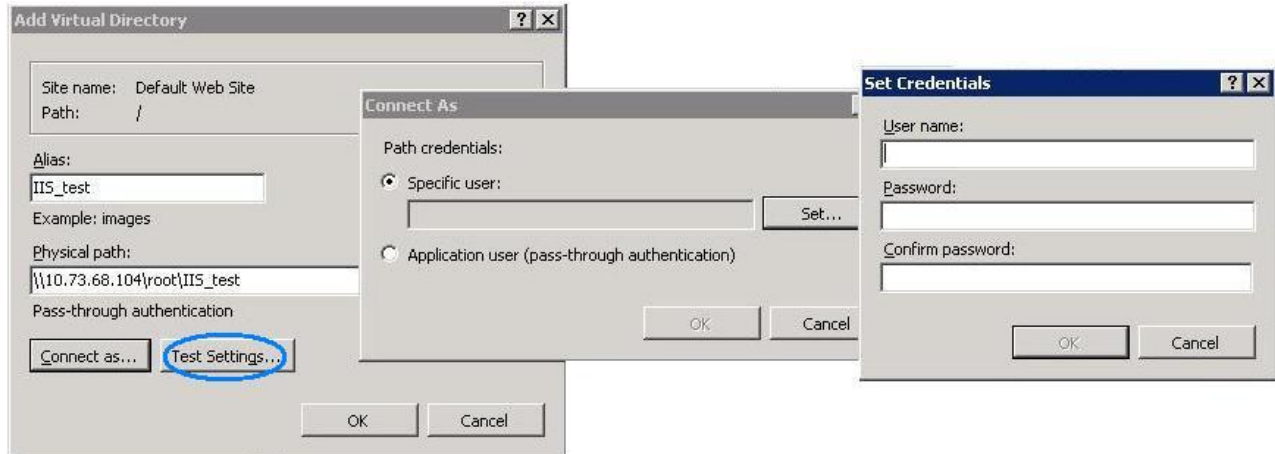 Add Virtual Directory
Site name: Default Web Site
Path: /
Alias:
IIS_test
Example: images
Physical path:
\\10.73.68.104\root\IIS_test
Pass-through authentication
Connect as...
Test Settings...
OK
Cancel
Connect As
Path credentials:
Specific user:
Set...
Application user (pass-through authentication)
OK
Cancel
Set Credentials
User name:
Password:
Confirm password:
OK
Cancel